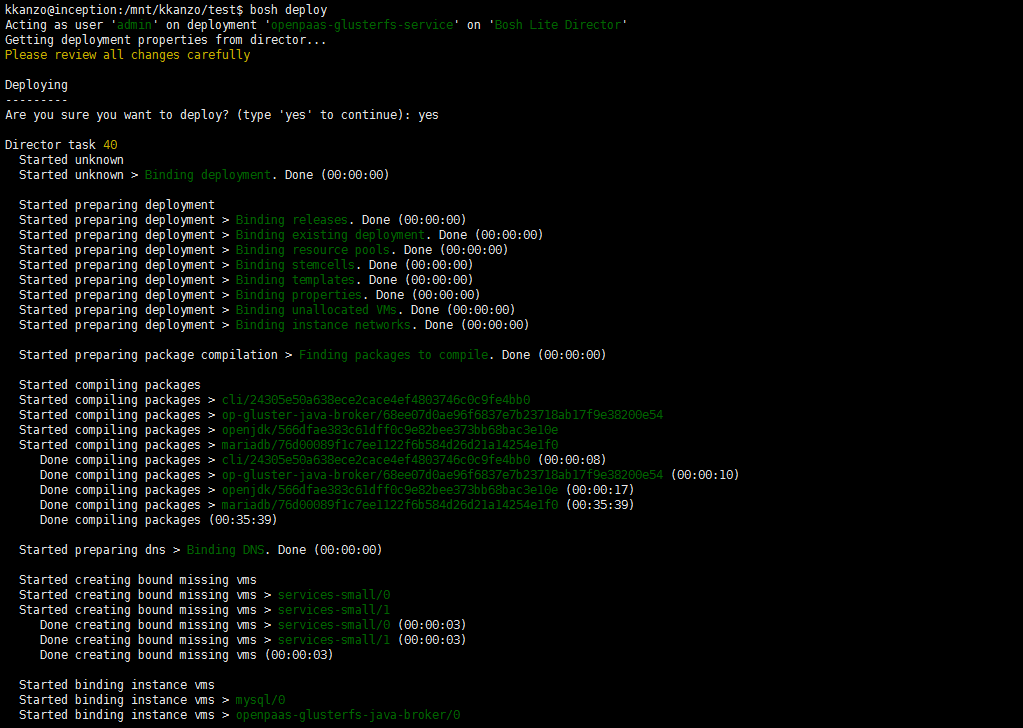 kkanzo@inception:/mnt/kkanzo/test$ bosh deploy
Acting as user 'admin' on deployment 'openpaas-glusterfs-service' on 'Bosh Lite Director'
Getting deployment properties from director...
Please review all changes carefully
Deploying
---------
Are you sure you want to deploy? (type 'yes' to continue): yes
Director task 40
Started unknown
Started unknown > Binding deployment. Done (00:00:00)
Started preparing deployment
Started preparing deployment > Binding releases. Done (00:00:00)
Started preparing deployment > Binding existing deployment. Done (00:00:00)
Started preparing deployment > Binding resource pools. Done (00:00:00)
Started preparing deployment > Binding stemcells. Done (00:00:00)
Started preparing deployment > Binding templates. Done (00:00:00)
Started preparing deployment > Binding properties. Done (00:00:00)
Started preparing deployment > Binding unallocated VMs. Done (00:00:00)
Started preparing deployment > Binding instance networks. Done (00:00:00)
Started preparing package compilation > Finding packages to compile. Done (00:00:00)
Started compiling packages
Started compiling packages > cli/24305e50a638ece2cace4ef4803746c0c9fe4bb0
Started compiling packages > op-gluster-java-broker/68ee07d0ae96f6837e7b23718ab17f9e38200e54
Started compiling packages > openjdk/566dfae383c61dff0c9e82bee373bb68bac3e10e
Started compiling packages > mariadb/76d00089f1c7ee1122f6b584d26d21a14254e1f0
Done compiling packages > cli/24305e50a638ece2cace4ef4803746c0c9fe4bb0 (00:00:08)
Done compiling packages > op-gluster-java-broker/68ee07d0ae96f6837e7b23718ab17f9e38200e54 (00:00:10)
Done compiling packages > openjdk/566dfae383c61dff0c9e82bee373bb68bac3e10e (00:00:17)
Done compiling packages > mariadb/76d00089f1c7ee1122f6b584d26d21a14254e1f0 (00:35:39)
Done compiling packages (00:35:39)
Started preparing dns > Binding DNS. Done (00:00:00)
Started creating bound missing vms
Started creating bound missing vms > services-small/0
Started creating bound missing vms > services-small/1
Done creating bound missing vms > services-small/0 (00:00:03)
Done creating bound missing vms > services-small/1 (00:00:03)
Done creating bound missing vms (00:00:03)
Started binding instance vms
Started binding instance vms > mysql/0
Started binding instance vms > openpaas-glusterfs-java-broker/0